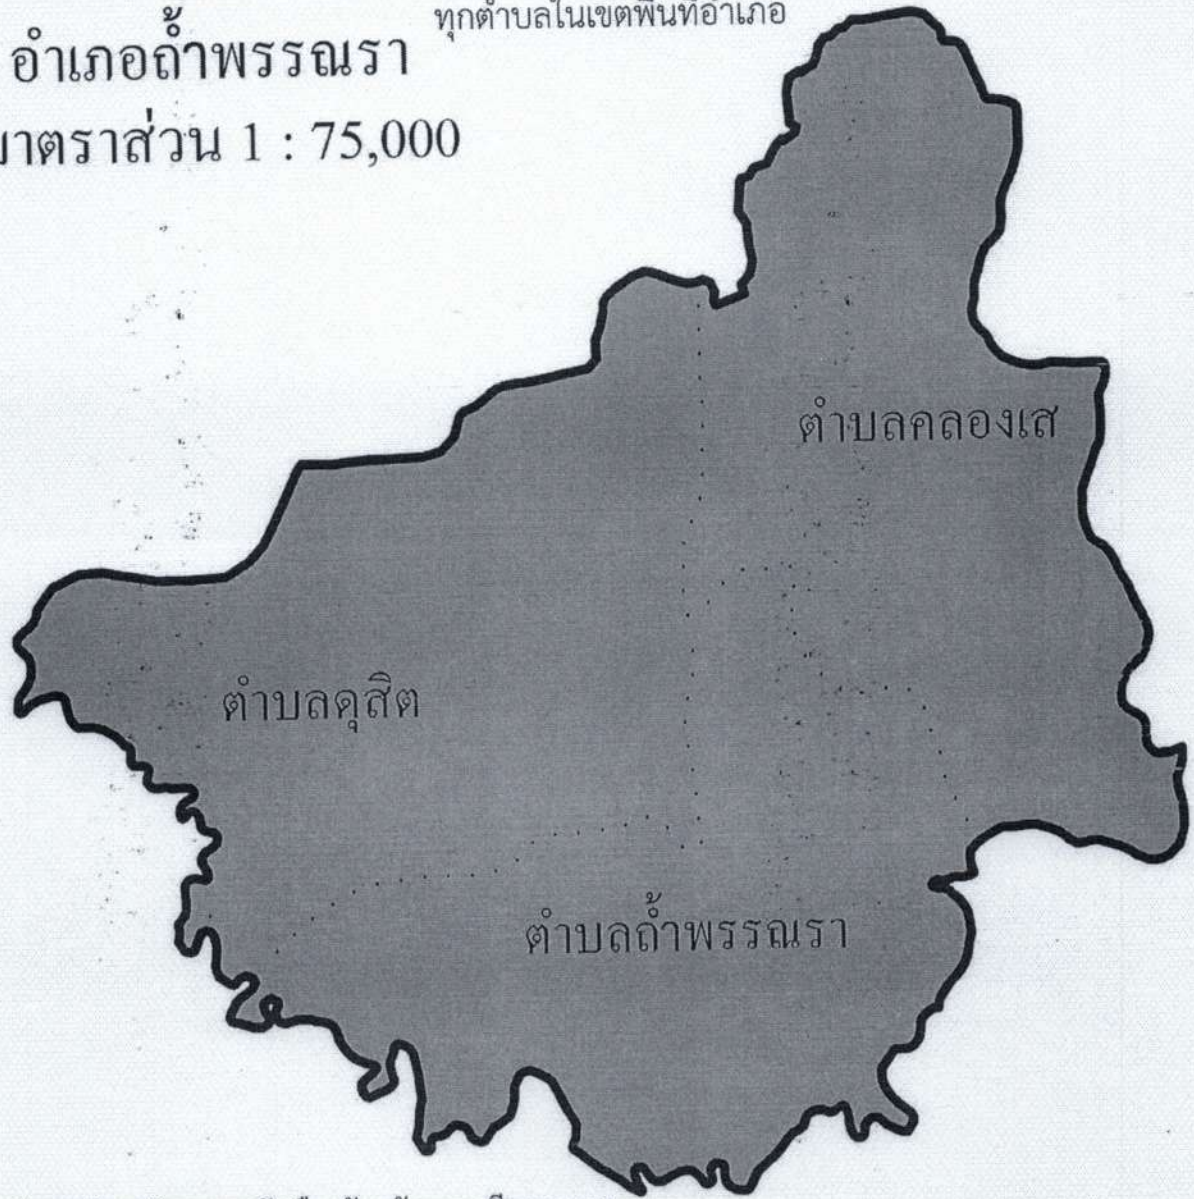 ทุกตำบลในเขตพื้นที่อำเภอ
อำเภอถ้ำพรรณรา
มาตราส่วน 1 : 75,000
ตำบลคลองเส
ตำบลดุสิต
ตำบลถ้ำพรรณรา